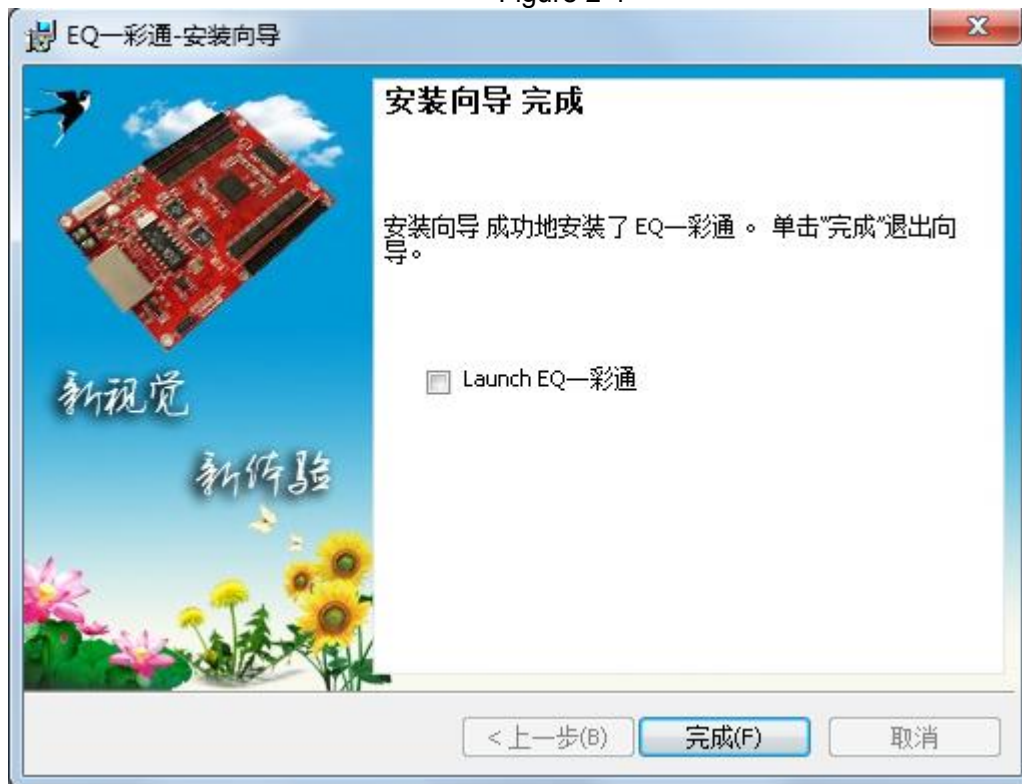 EQ一彩通-安装向导
安装向导 完成
安装向导 成功地安装了 EQ一彩通 。 单击"完成"退出向
导。
Launch EQ一彩通
新视觉
新体验
< 上一步(B)
完成(F)
取消